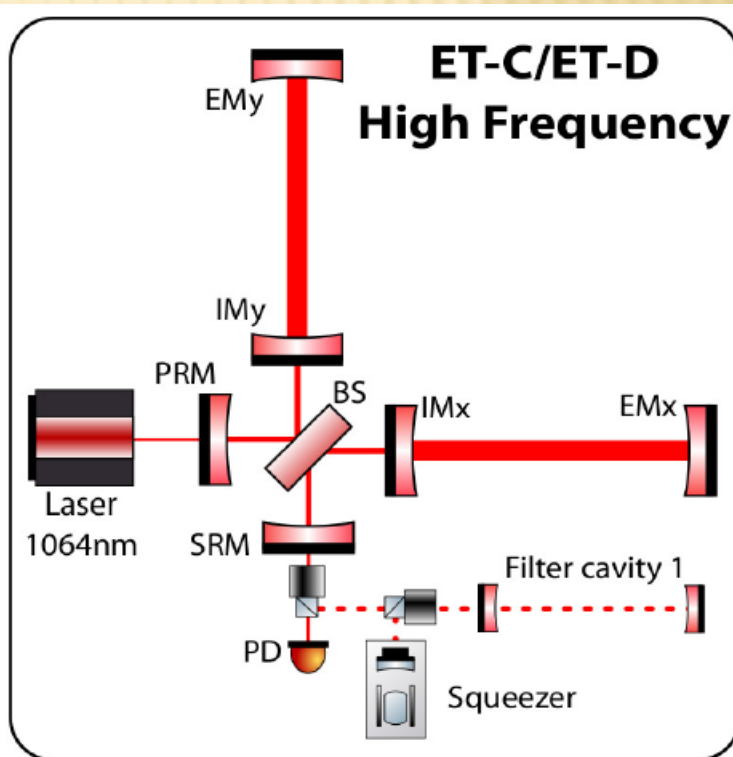 ET-C/ET-D
High Frequency
EMy
IMy
PRM
BS
IMx
EMx
Laser
1064nm
SRM
Filter cavity 1
PD
Squeezer